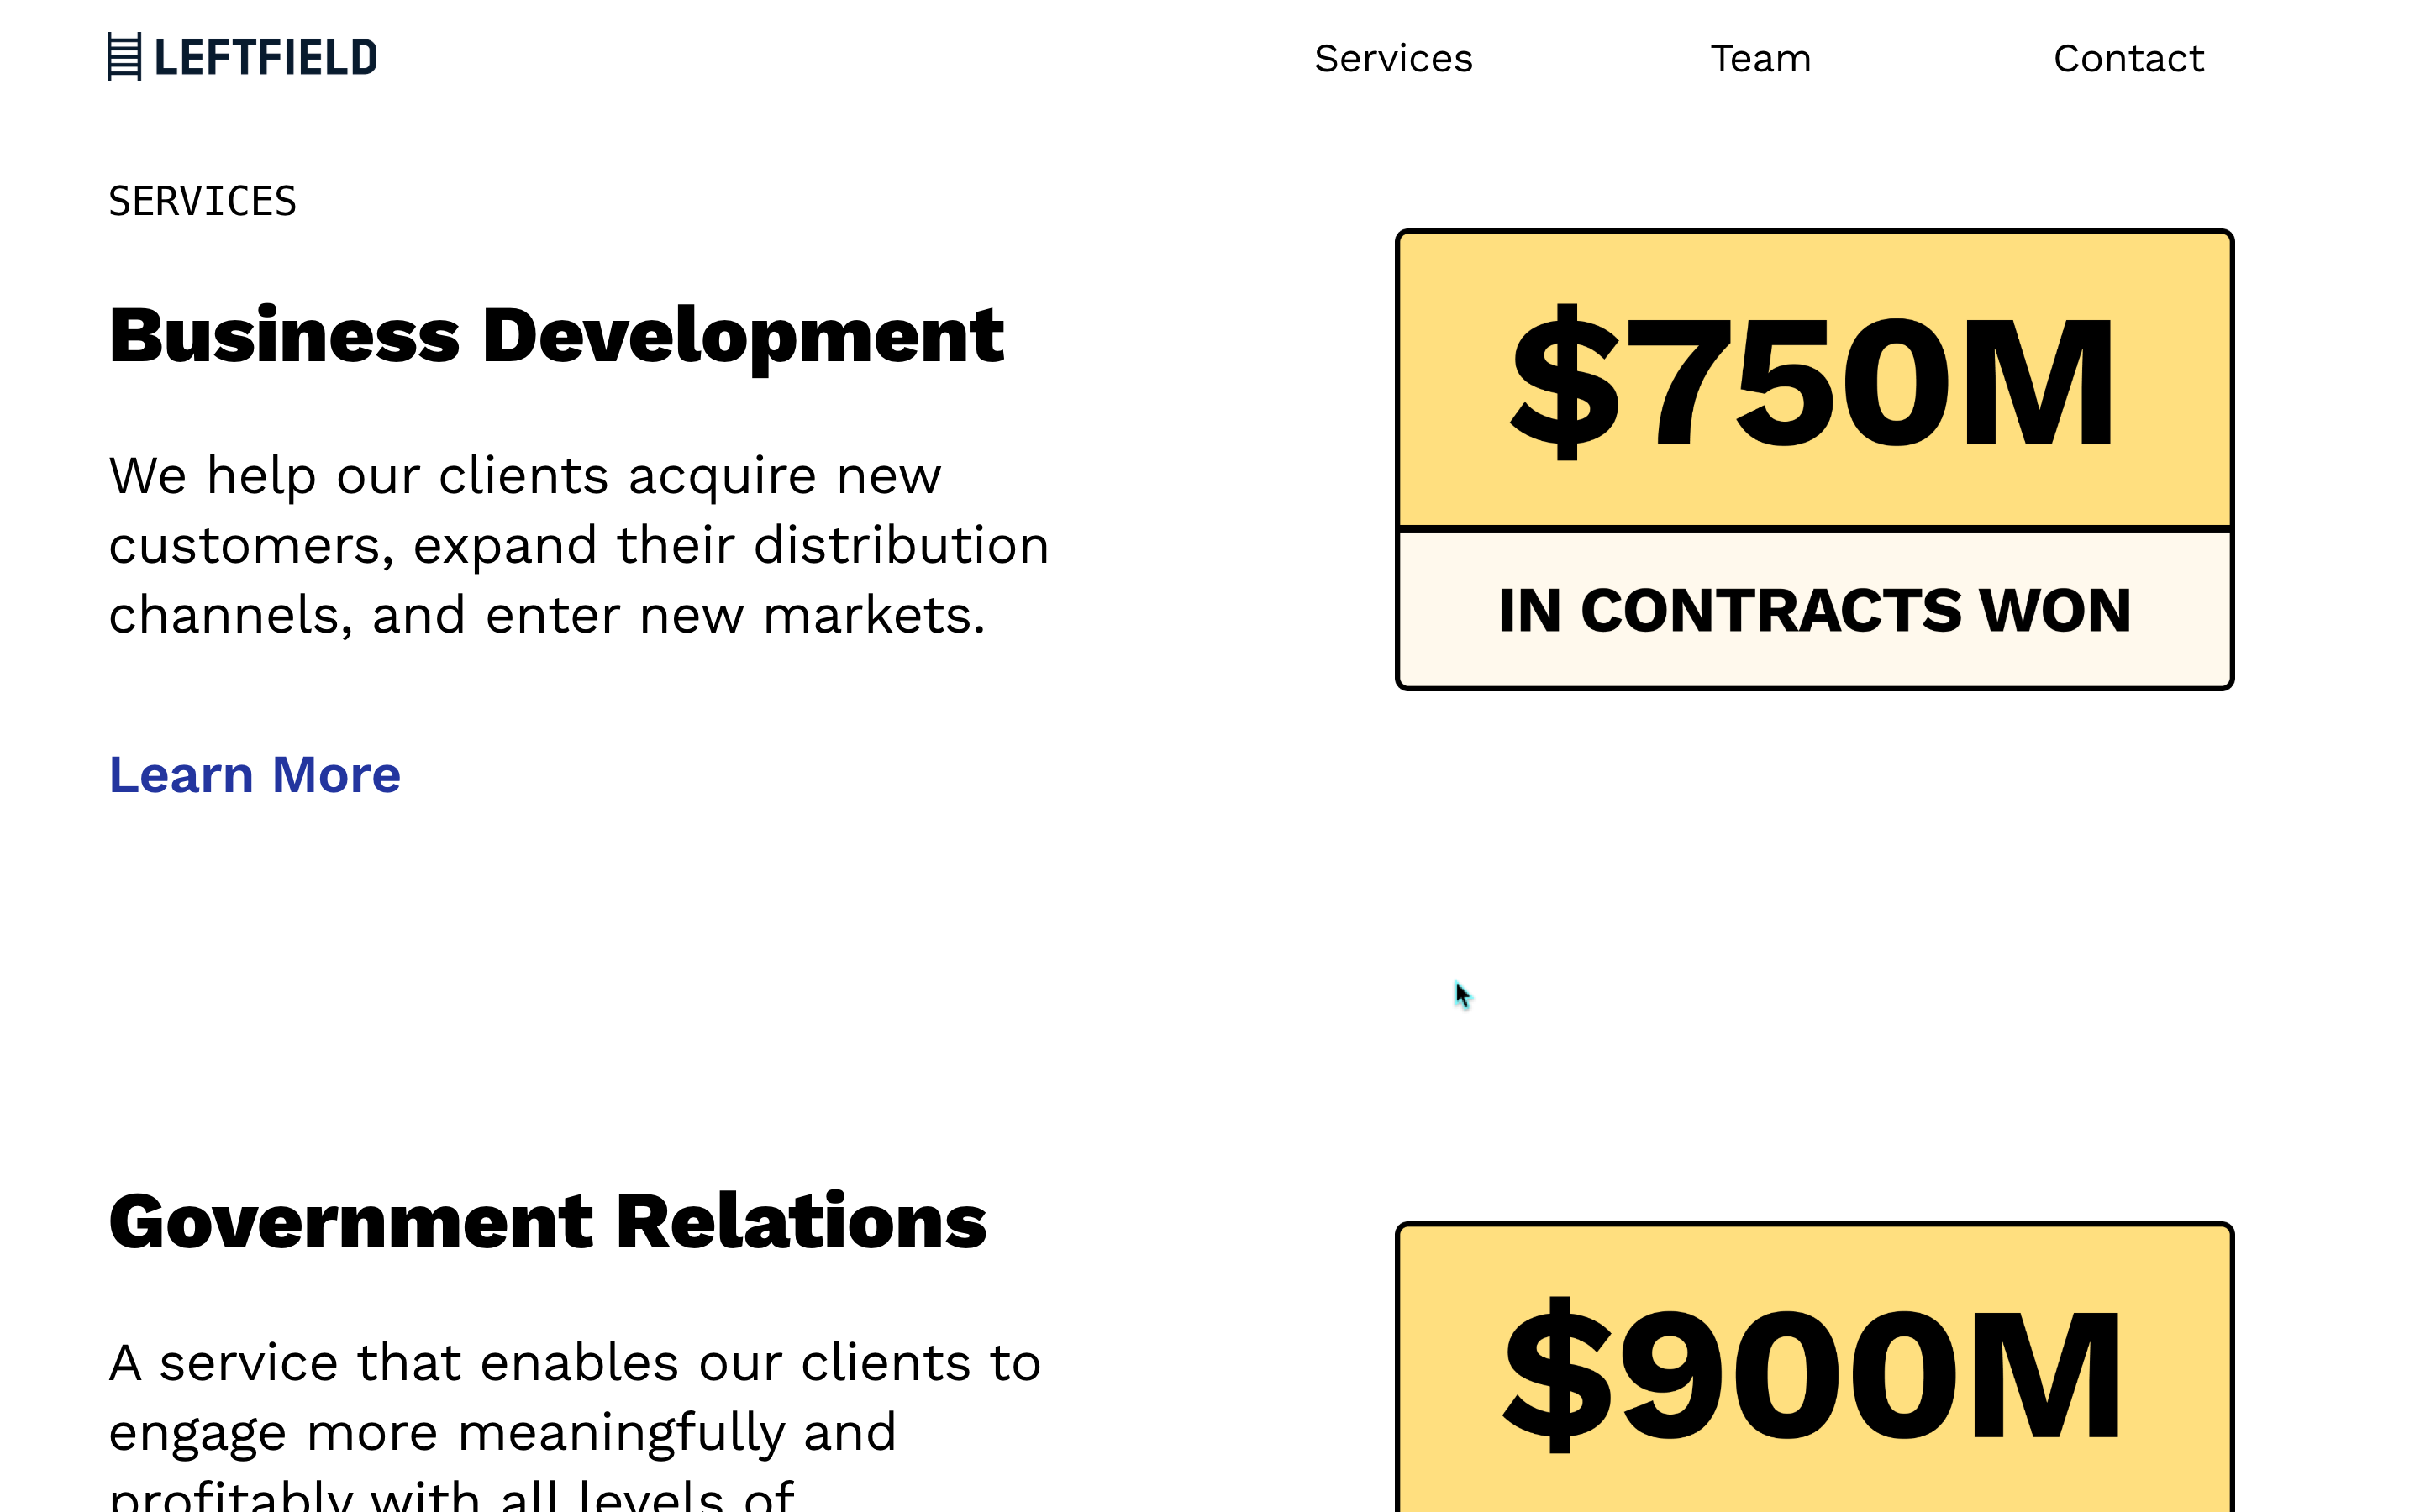 LEFTFIELD
Services
Team
Contact
SERVICES
Business Development
We help our clients acquire new
customers, expand their distribution
channels, and enter new markets.
Learn More
$750M
IN CONTRACTS WON
Government Relations
A service that enables our clients to
engage more meaningfully and
profitably with all levels of
$900M